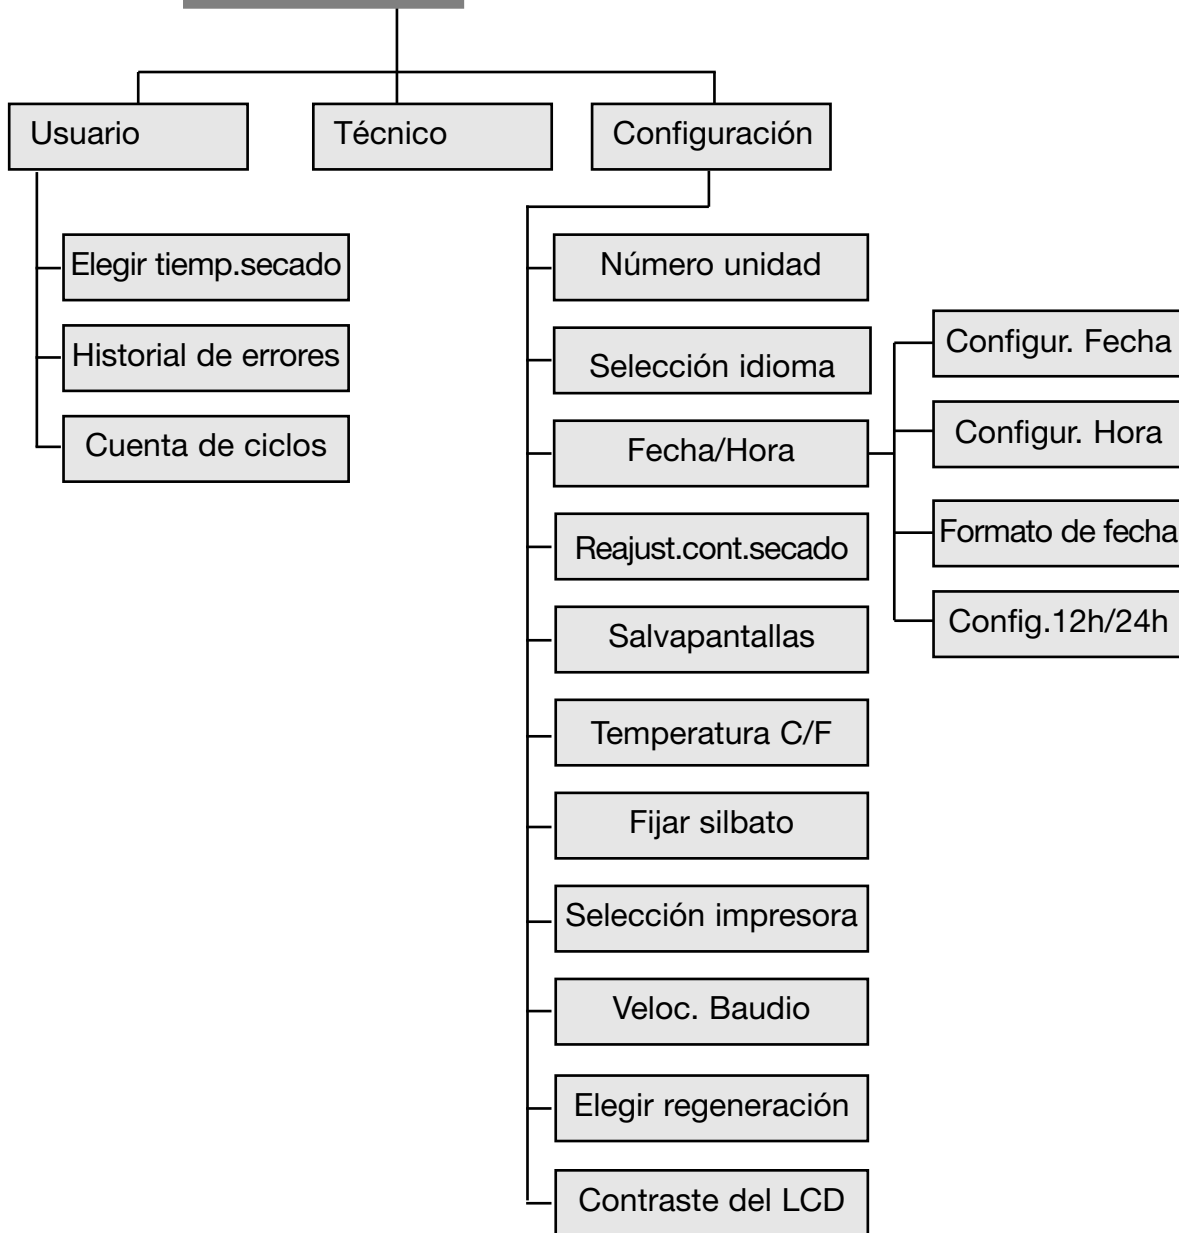 Usuario
Técnico
Configuración
Elegir tiemp.secado
Historial de errores
Cuenta de ciclos
Número unidad
Selección idioma
Fecha/Hora
Reajust.cont.secado
Salvapantallas
Temperatura C/F
Fijar silbato
Selección impresora
Veloc. Baudio
Elegir regeneración
Contraste del LCD
Configur. Fecha
Configur. Hora
Formato de fecha
Config.12h/24h